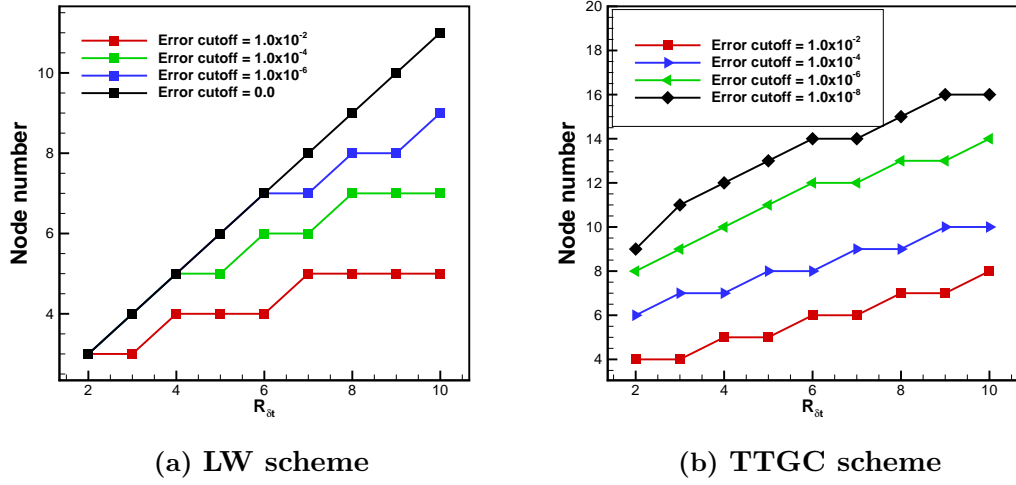 Error cutoff = 1.0x10⁻²
Error cutoff = 1.0x10⁻⁴
Error cutoff = 1.0x10⁻⁶
Error cutoff = 0.0
Node number
10
8
6
4
2
4
6
8
10
R_δt
(a) LW scheme
Error cutoff = 1.0x10⁻²
Error cutoff = 1.0x10⁻⁴
Error cutoff = 1.0x10⁻⁶
Error cutoff = 1.0x10⁻⁸
Node number
20
18
16
14
12
10
8
6
4
2
4
6
8
10
R_δt
(b) TTGC scheme